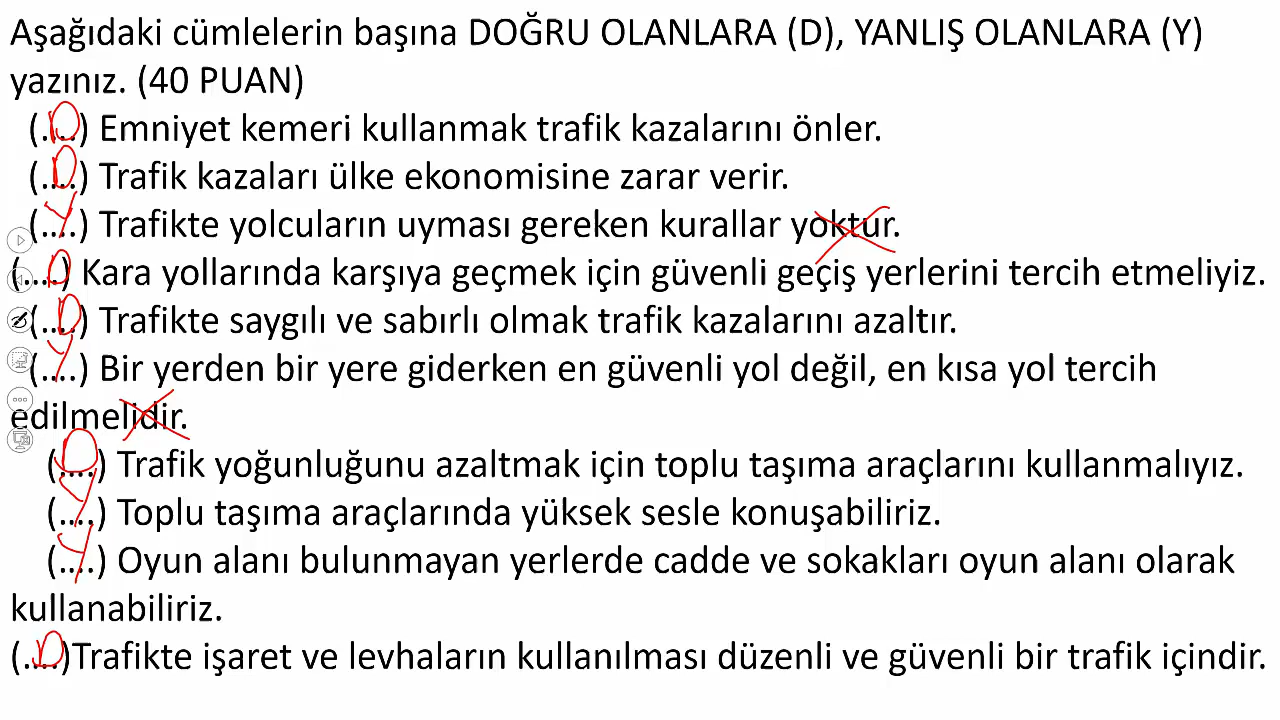 Aşağıdaki cümlelerin başına DOĞRU OLANLARA (D), YANLIŞ OLANLARA (Y)
yazınız. (40 PUAN)
(.D..) Emniyet kemeri kullanmak trafik kazalarını önler.
(.D..) Trafik kazaları ülke ekonomisine zarar verir.
(..Y.) Trafikte yolcuların uyması gereken kurallar yoktur.
(...D) Kara yollarında karşıya geçmek için güvenli geçiş yerlerini tercih etmeliyiz.
(..D.) Trafikte saygılı ve sabırlı olmak trafik kazalarını azaltır.
(..Y.) Bir yerden bir yere giderken en güvenli yol değil, en kısa yol tercih
edilmelidir.
(.D..) Trafik yoğunluğunu azaltmak için toplu taşıma araçlarını kullanmalıyız.
(..Y.) Toplu taşıma araçlarında yüksek sesle konuşabiliriz.
(..Y.) Oyun alanı bulunmayan yerlerde cadde ve sokakları oyun alanı olarak
kullanabiliriz.
(..D.)Trafikte işaret ve levhaların kullanılması düzenli ve güvenli bir trafik içindir.